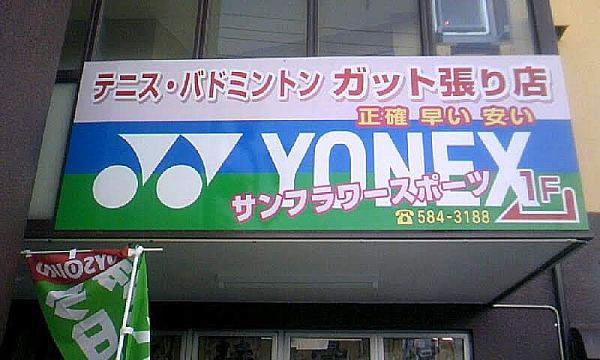 テニス・バドミントン ガット張り店
正確 早い 安い
YONEX
サンフラワースポーツ 1F
☎584-3188